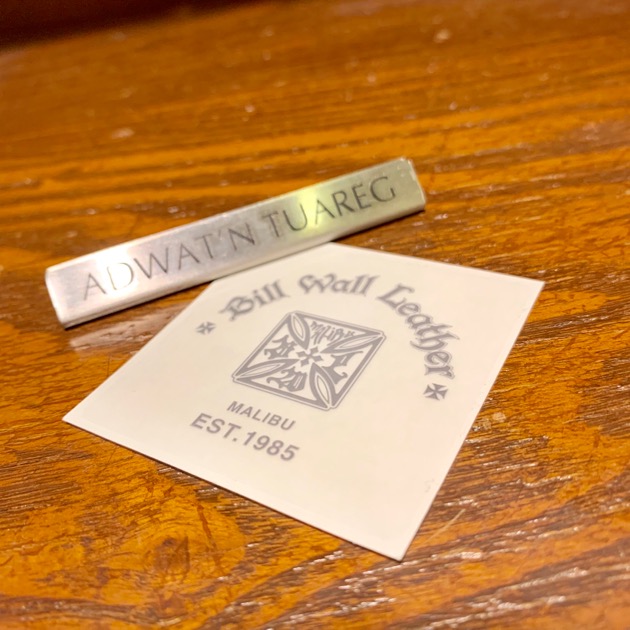 ADWAT'N TUAREG
Bill Wall Leather
MALIBU
EST. 1985